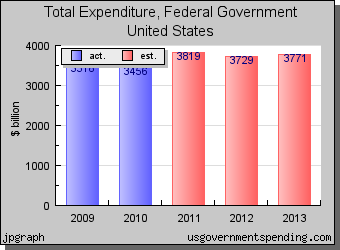 Total Expenditure, Federal Government
United States
$ billion
4000
3000
2000
1000
0
act.
est.
3456
3819
3729
3771
2009
2010
2011
2012
2013
jpgraph
usgovernmentspending.com